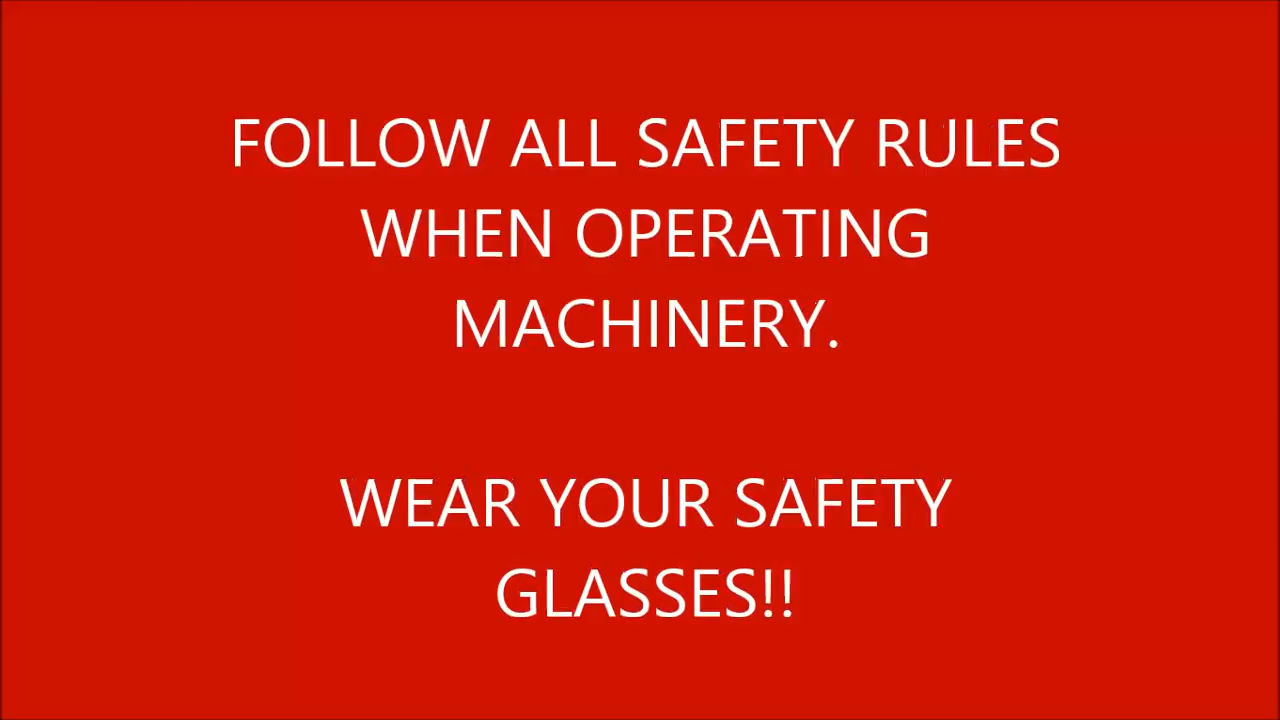 FOLLOW ALL SAFETY RULES
WHEN OPERATING
MACHINERY.
WEAR YOUR SAFETY
GLASSES!!